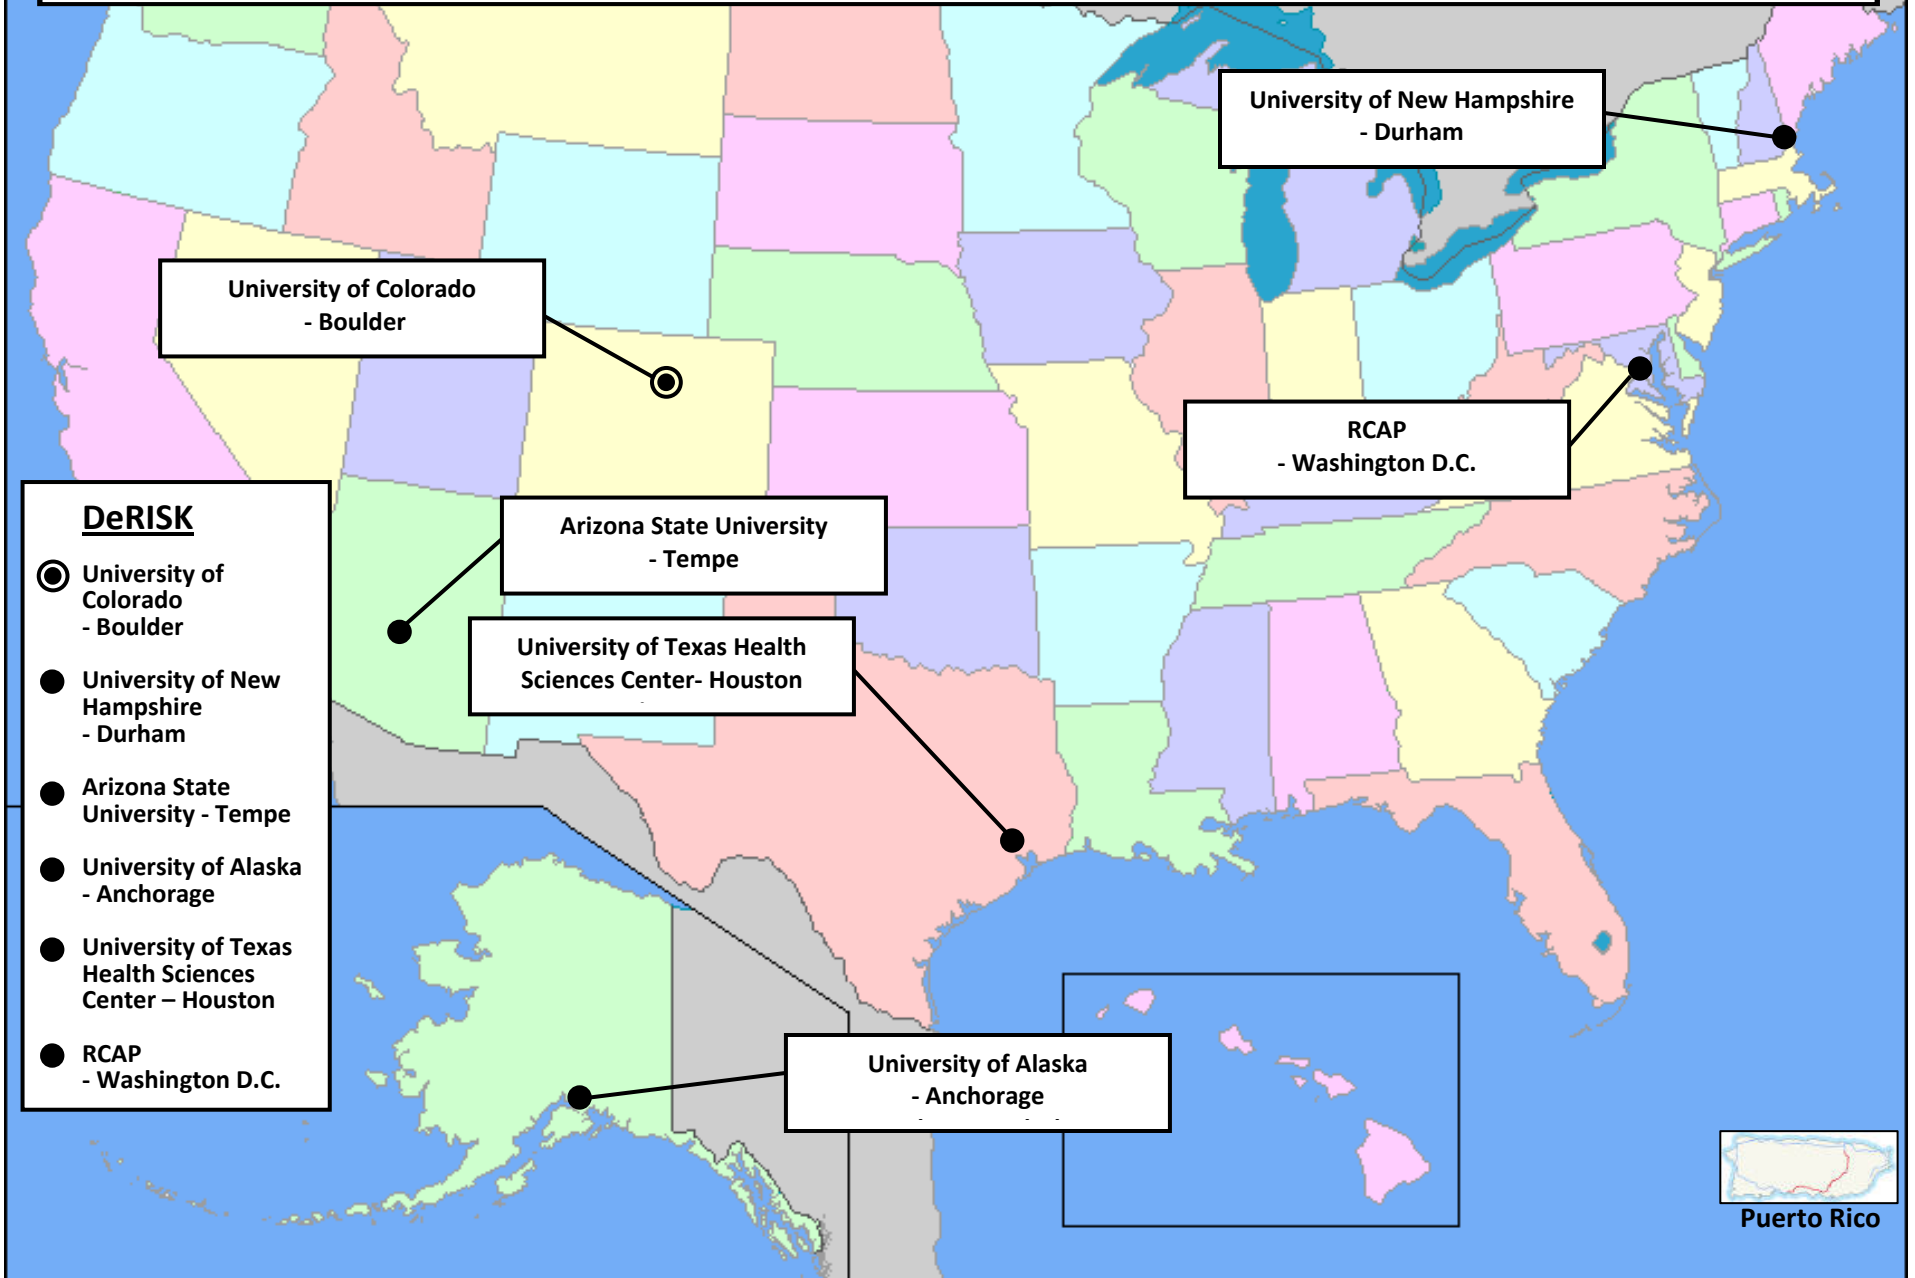 University of New Hampshire
- Durham
University of Colorado
- Boulder
RCAP
- Washington D.C.
Arizona State University
- Tempe
University of Texas Health
Sciences Center- Houston
University of Alaska
- Anchorage
DeRISK
University of
Colorado
- Boulder
University of New
Hampshire
- Durham
Arizona State
University - Tempe
University of Alaska
- Anchorage
University of Texas
Health Sciences
Center – Houston
RCAP
- Washington D.C.
Puerto Rico